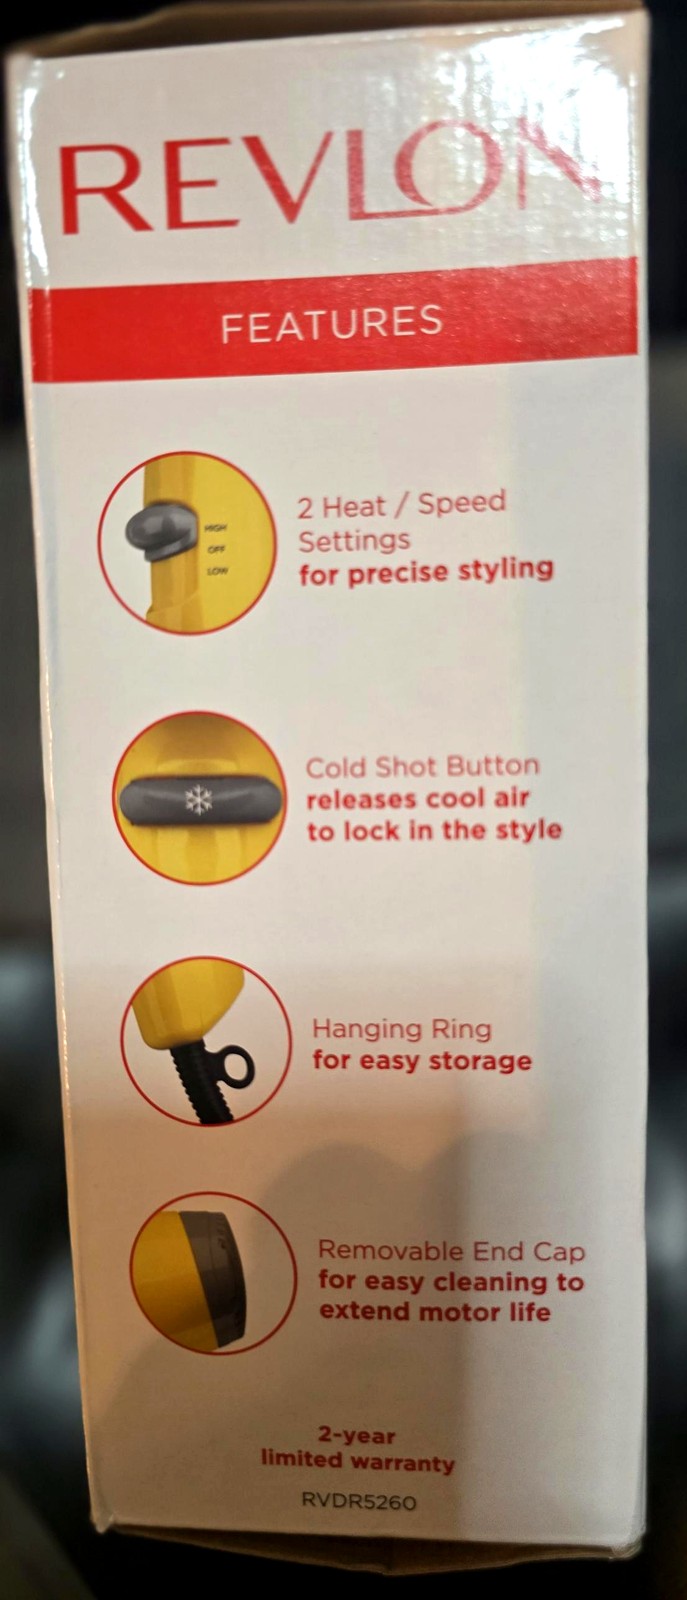 REVLON
FEATURES
HIGH
OFF
LOW
2 Heat / Speed
Settings
for precise styling
Cold Shot Button
releases cool air
to lock in the style
Hanging Ring
for easy storage
Removable End Cap
for easy cleaning to
extend motor life
2-year
limited warranty
RVDR5260